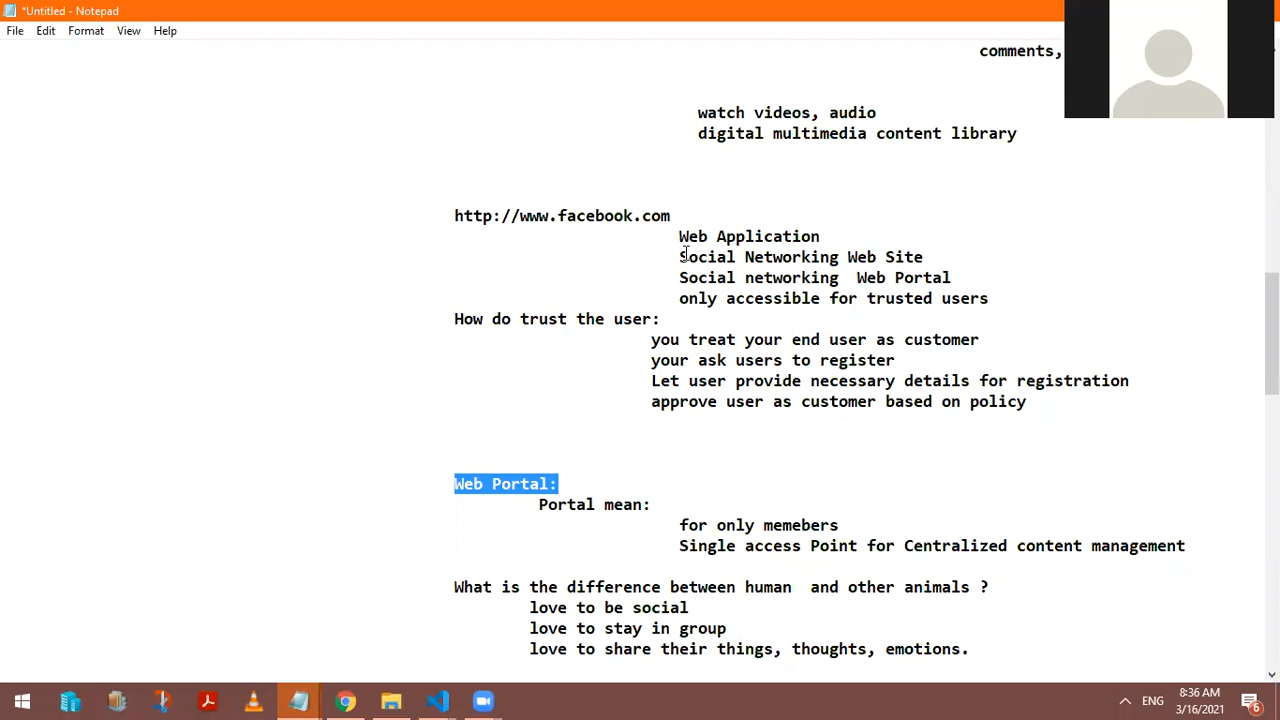 *Untitled - Notepad
File Edit Format View Help
comments,
watch videos, audio
digital multimedia content library
http://www.facebook.com
Web Application
Social Networking Web Site
Social networking  Web Portal
only accessible for trusted users
How do trust the user:
you treat your end user as customer
your ask users to register
Let user provide necessary details for registration
approve user as customer based on policy
Web Portal:
Portal mean:
for only memebers
Single access Point for Centralized content management
What is the difference between human  and other animals ?
love to be social
love to stay in group
love to share their things, thoughts, emotions.
ENG
8:36 AM
3/16/2021
6